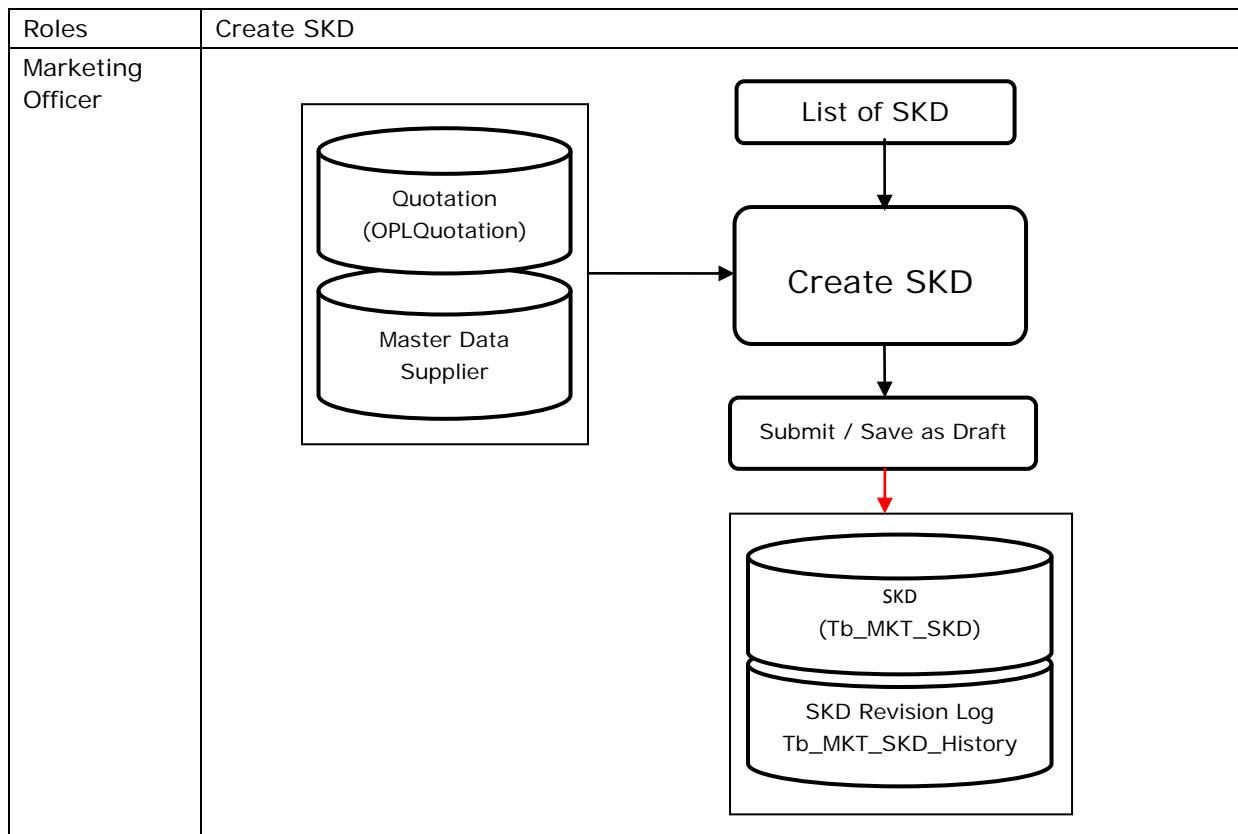 Roles
Create SKD
Marketing
Officer
List of SKD
Quotation
(OPLQuotation)
Create SKD
Master Data
Supplier
Submit / Save as Draft
SKD
(Tb_MKT_SKD)
SKD Revision Log
Tb_MKT_SKD_History